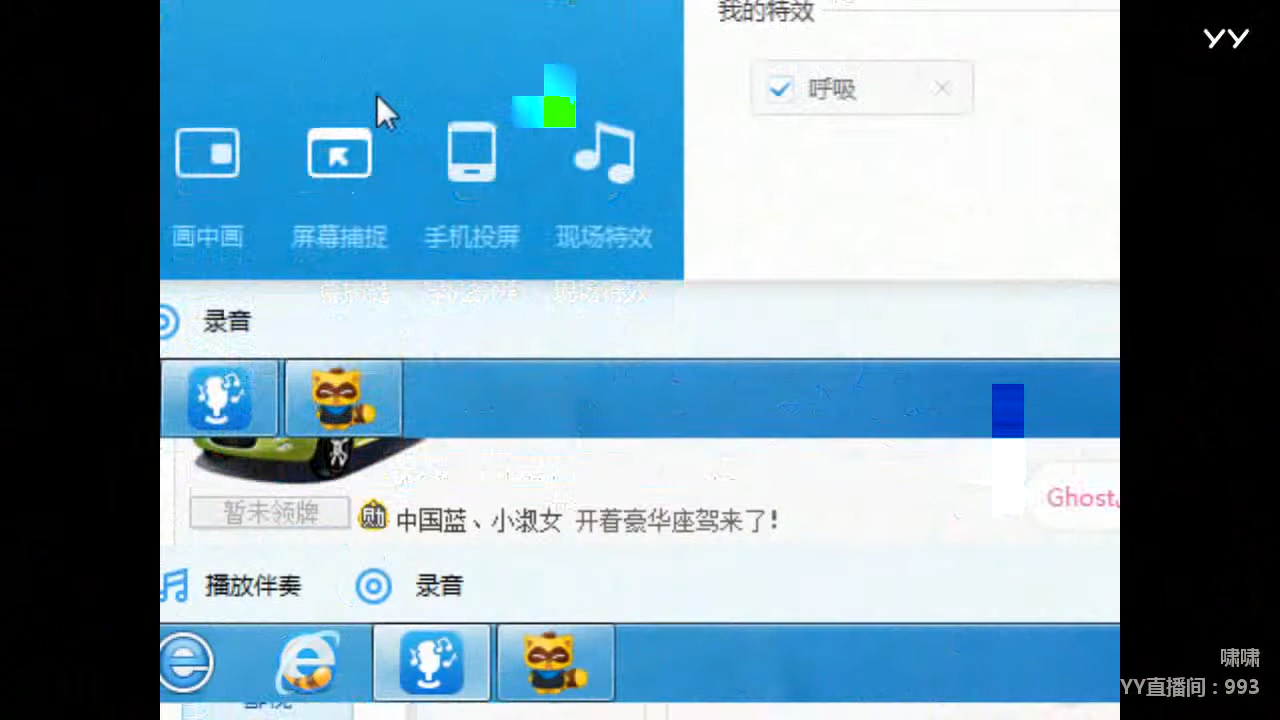 我的特效
YY
呼吸
画中画
屏幕捕捉
手机投屏
现场特效
录音
Ghost
暂未领牌
勋 中国蓝、小淑女 开着豪华座驾来了!
播放伴奏
录音
啸啸
YY直播间:993